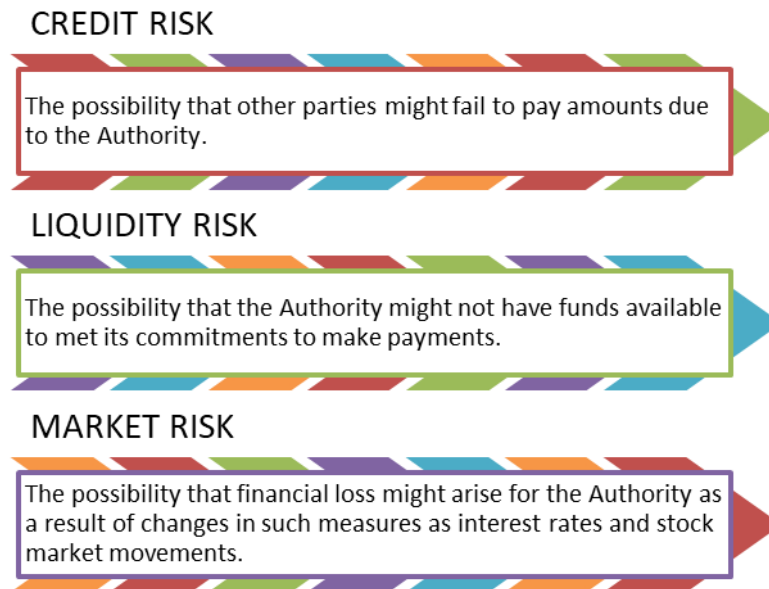 CREDIT RISK
The possibility that other parties might fail to pay amounts due
to the Authority.
LIQUIDITY RISK
The possibility that the Authority might not have funds available
to met its commitments to make payments.
MARKET RISK
The possibility that financial loss might arise for the Authority as
a result of changes in such measures as interest rates and stock
market movements.